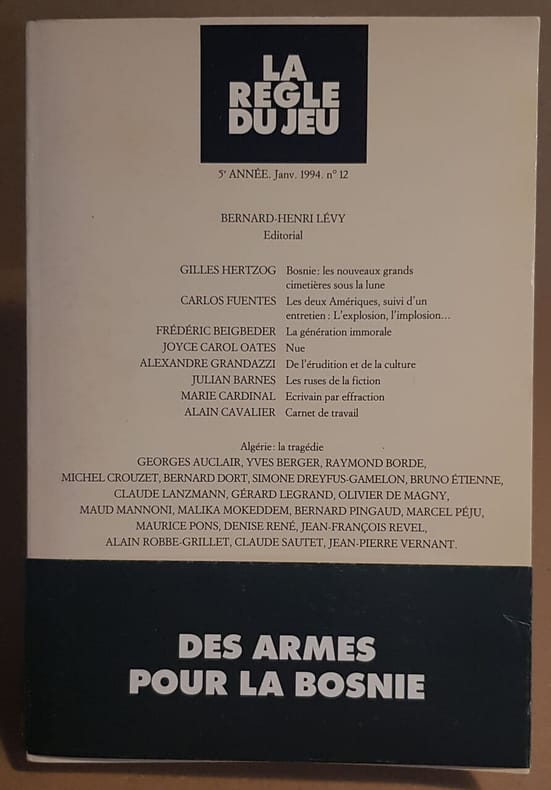 LA
REGLE
DU JEU
5e ANNÉE. Janv. 1994. n° 12
BERNARD-HENRI LÉVY
Editorial
GILLES HERTZOG Bosnie: les nouveaux grands
cimetières sous la lune
CARLOS FUENTES Les deux Amériques, suivi d'un
entretien : L'explosion, l'implosion...
FRÉDÉRIC BEIGBEDER La génération immorale
JOYCE CAROL OATES Nue
ALEXANDRE GRANDAZZI De l'érudition et de la culture
JULIAN BARNES Les ruses de la fiction
MARIE CARDINAL Ecrivain par effraction
ALAIN CAVALIER Carnet de travail
Algérie: la tragédie
GEORGES AUCLAIR, YVES BERGER, RAYMOND BORDE,
MICHEL CROUZET, BERNARD DORT, SIMONE DREYFUS-GAMELON, BRUNO ÉTIENNE,
CLAUDE LANZMANN, GÉRARD LEGRAND, OLIVIER DE MAGNY,
MAUD MANNONI, MALIKA MOKEDDEM, BERNARD PINGAUD, MARCEL PÉJU,
MAURICE PONS, DENISE RENÉ, JEAN-FRANÇOIS REVEL,
ALAIN ROBBE-GRILLET, CLAUDE SAUTET, JEAN-PIERRE VERNANT.
DES ARMES
POUR LA BOSNIE